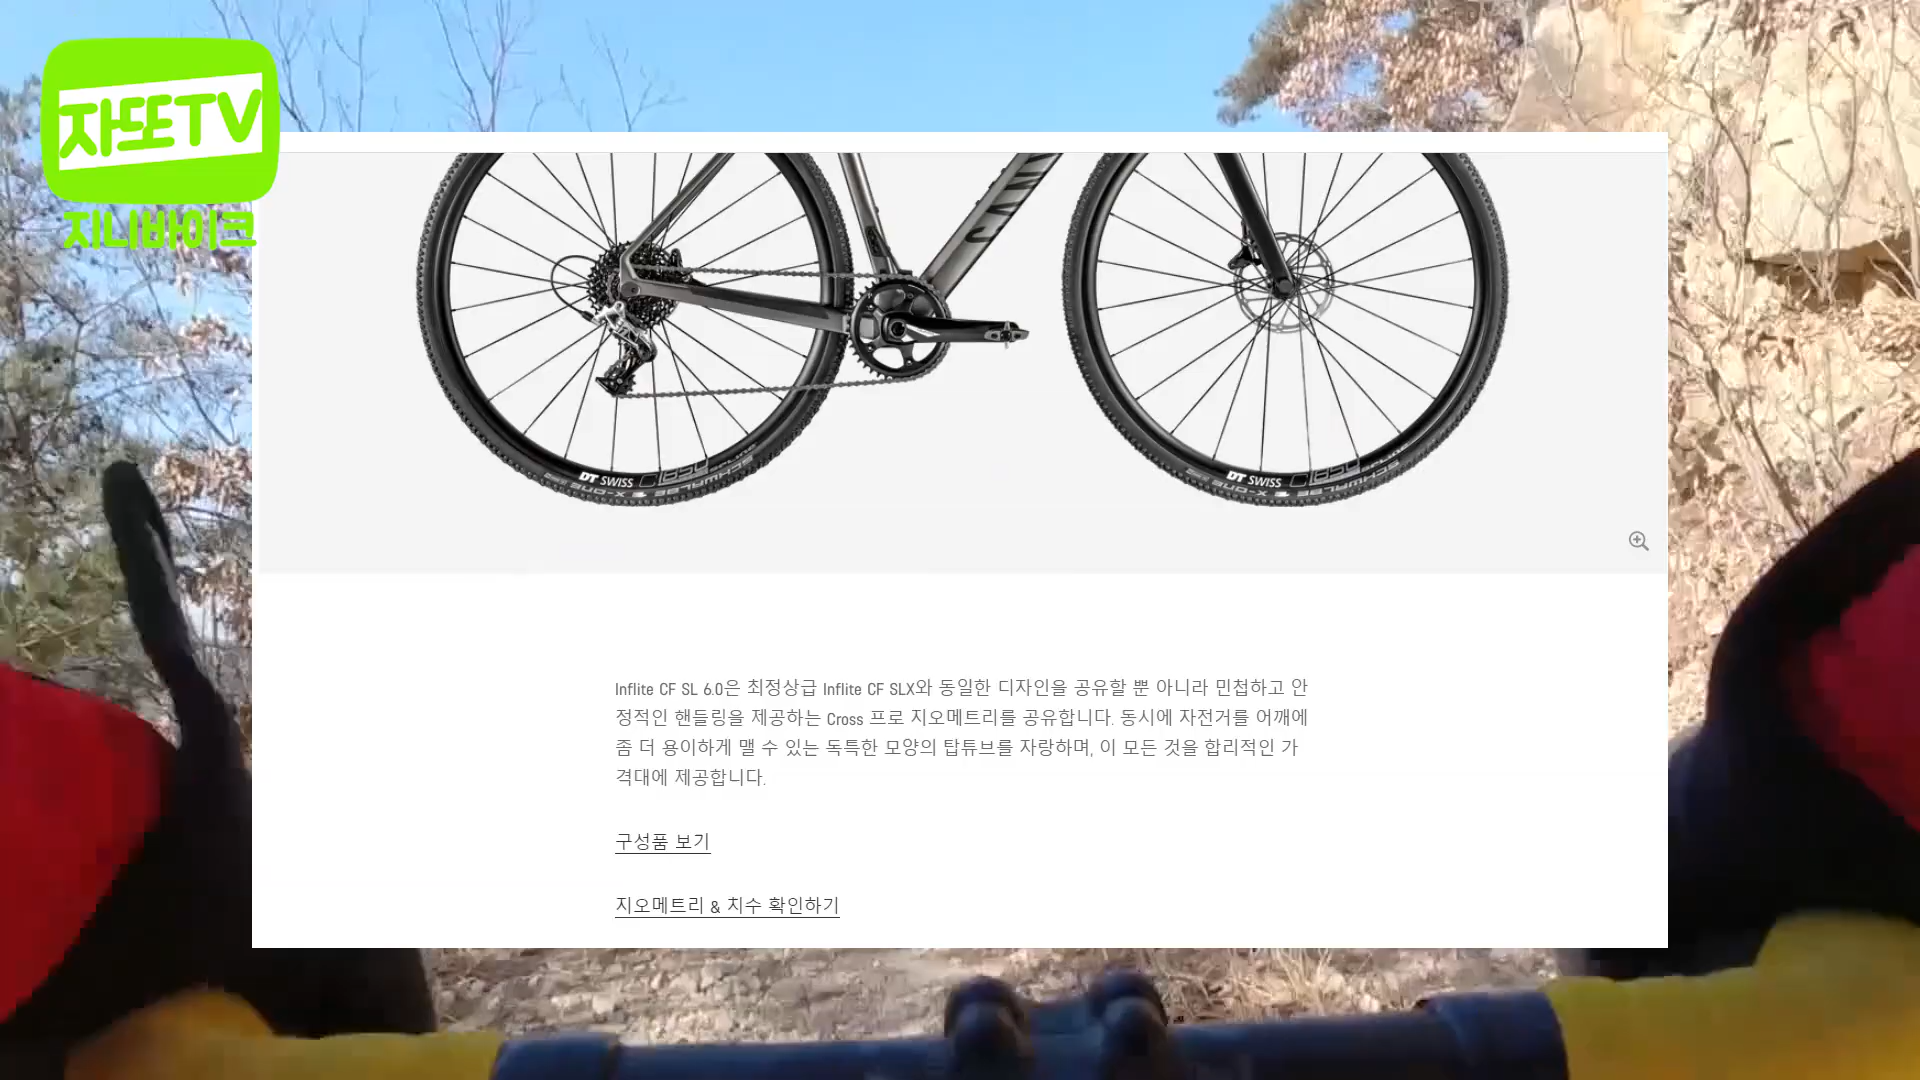 자또TV
지니바이크
DT SWISS
DT SWISS
Inflite CF SL 6.0은 최정상급 Inflite CF SLX와 동일한 디자인을 공유할 뿐 아니라 민첩하고 안
정적인 핸들링을 제공하는 Cross 프로 지오메트리를 공유합니다. 동시에 자전거를 어깨에
좀 더 용이하게 맬 수 있는 독특한 모양의 탑튜브를 자랑하며, 이 모든 것을 합리적인 가
격대에 제공합니다.
구성품 보기
지오메트리 & 치수 확인하기